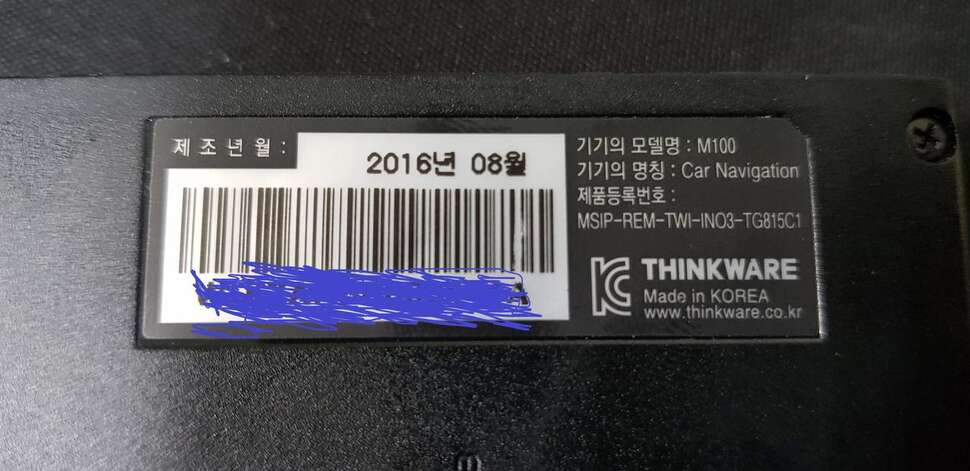 제 조 년 월 :
2016년 08월
기기의 모델명 : M100
기기의 명칭 : Car Navigation
제품등록번호 :
MSIP-REM-TWI-INO3-TG815C1
THINKWARE
Made in KOREA
www.thinkware.co.kr